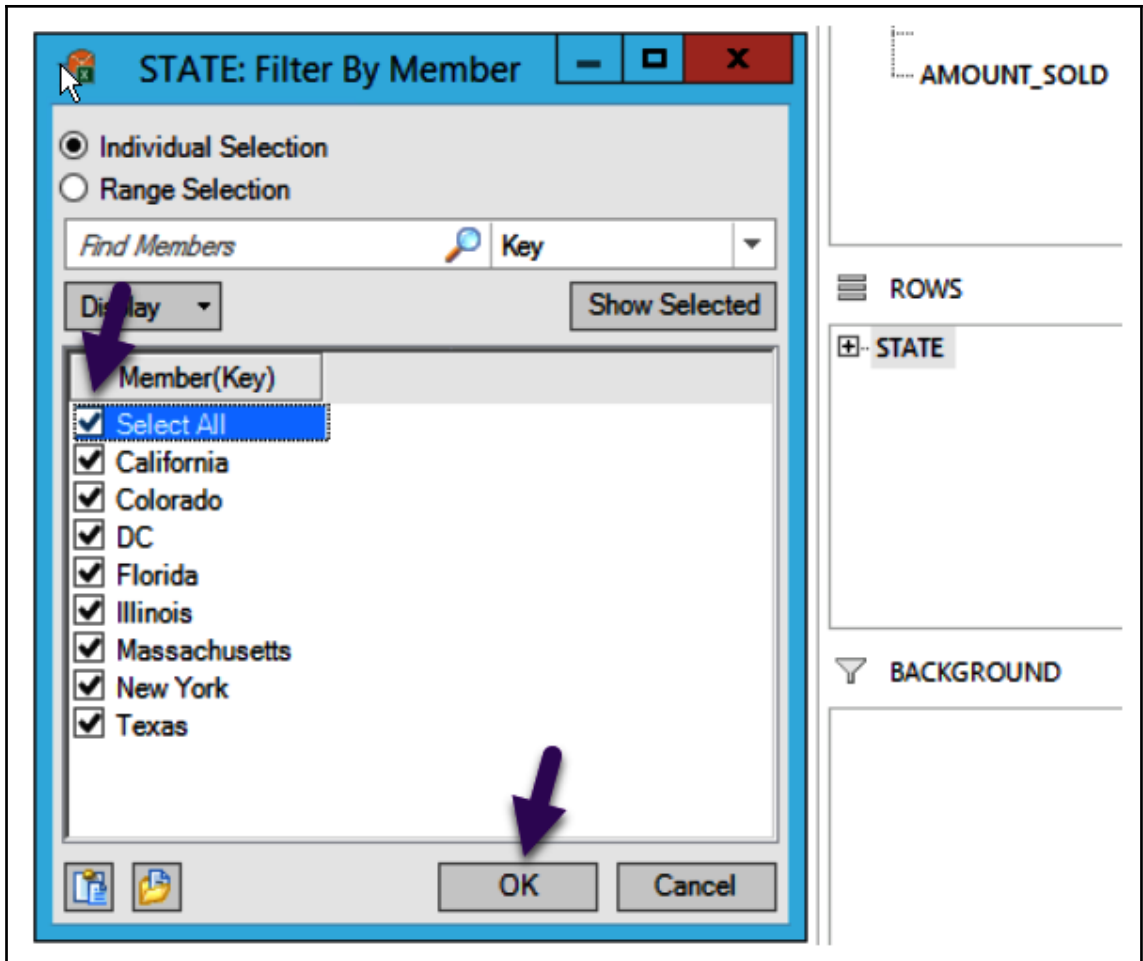 STATE: Filter By Member
Individual Selection
Range Selection
Find Members Key
Display Show Selected
Member(Key)
Select All
California
Colorado
DC
Florida
Illinois
Massachusetts
New York
Texas
OK Cancel
AMOUNT_SOLD
ROWS
STATE
BACKGROUND